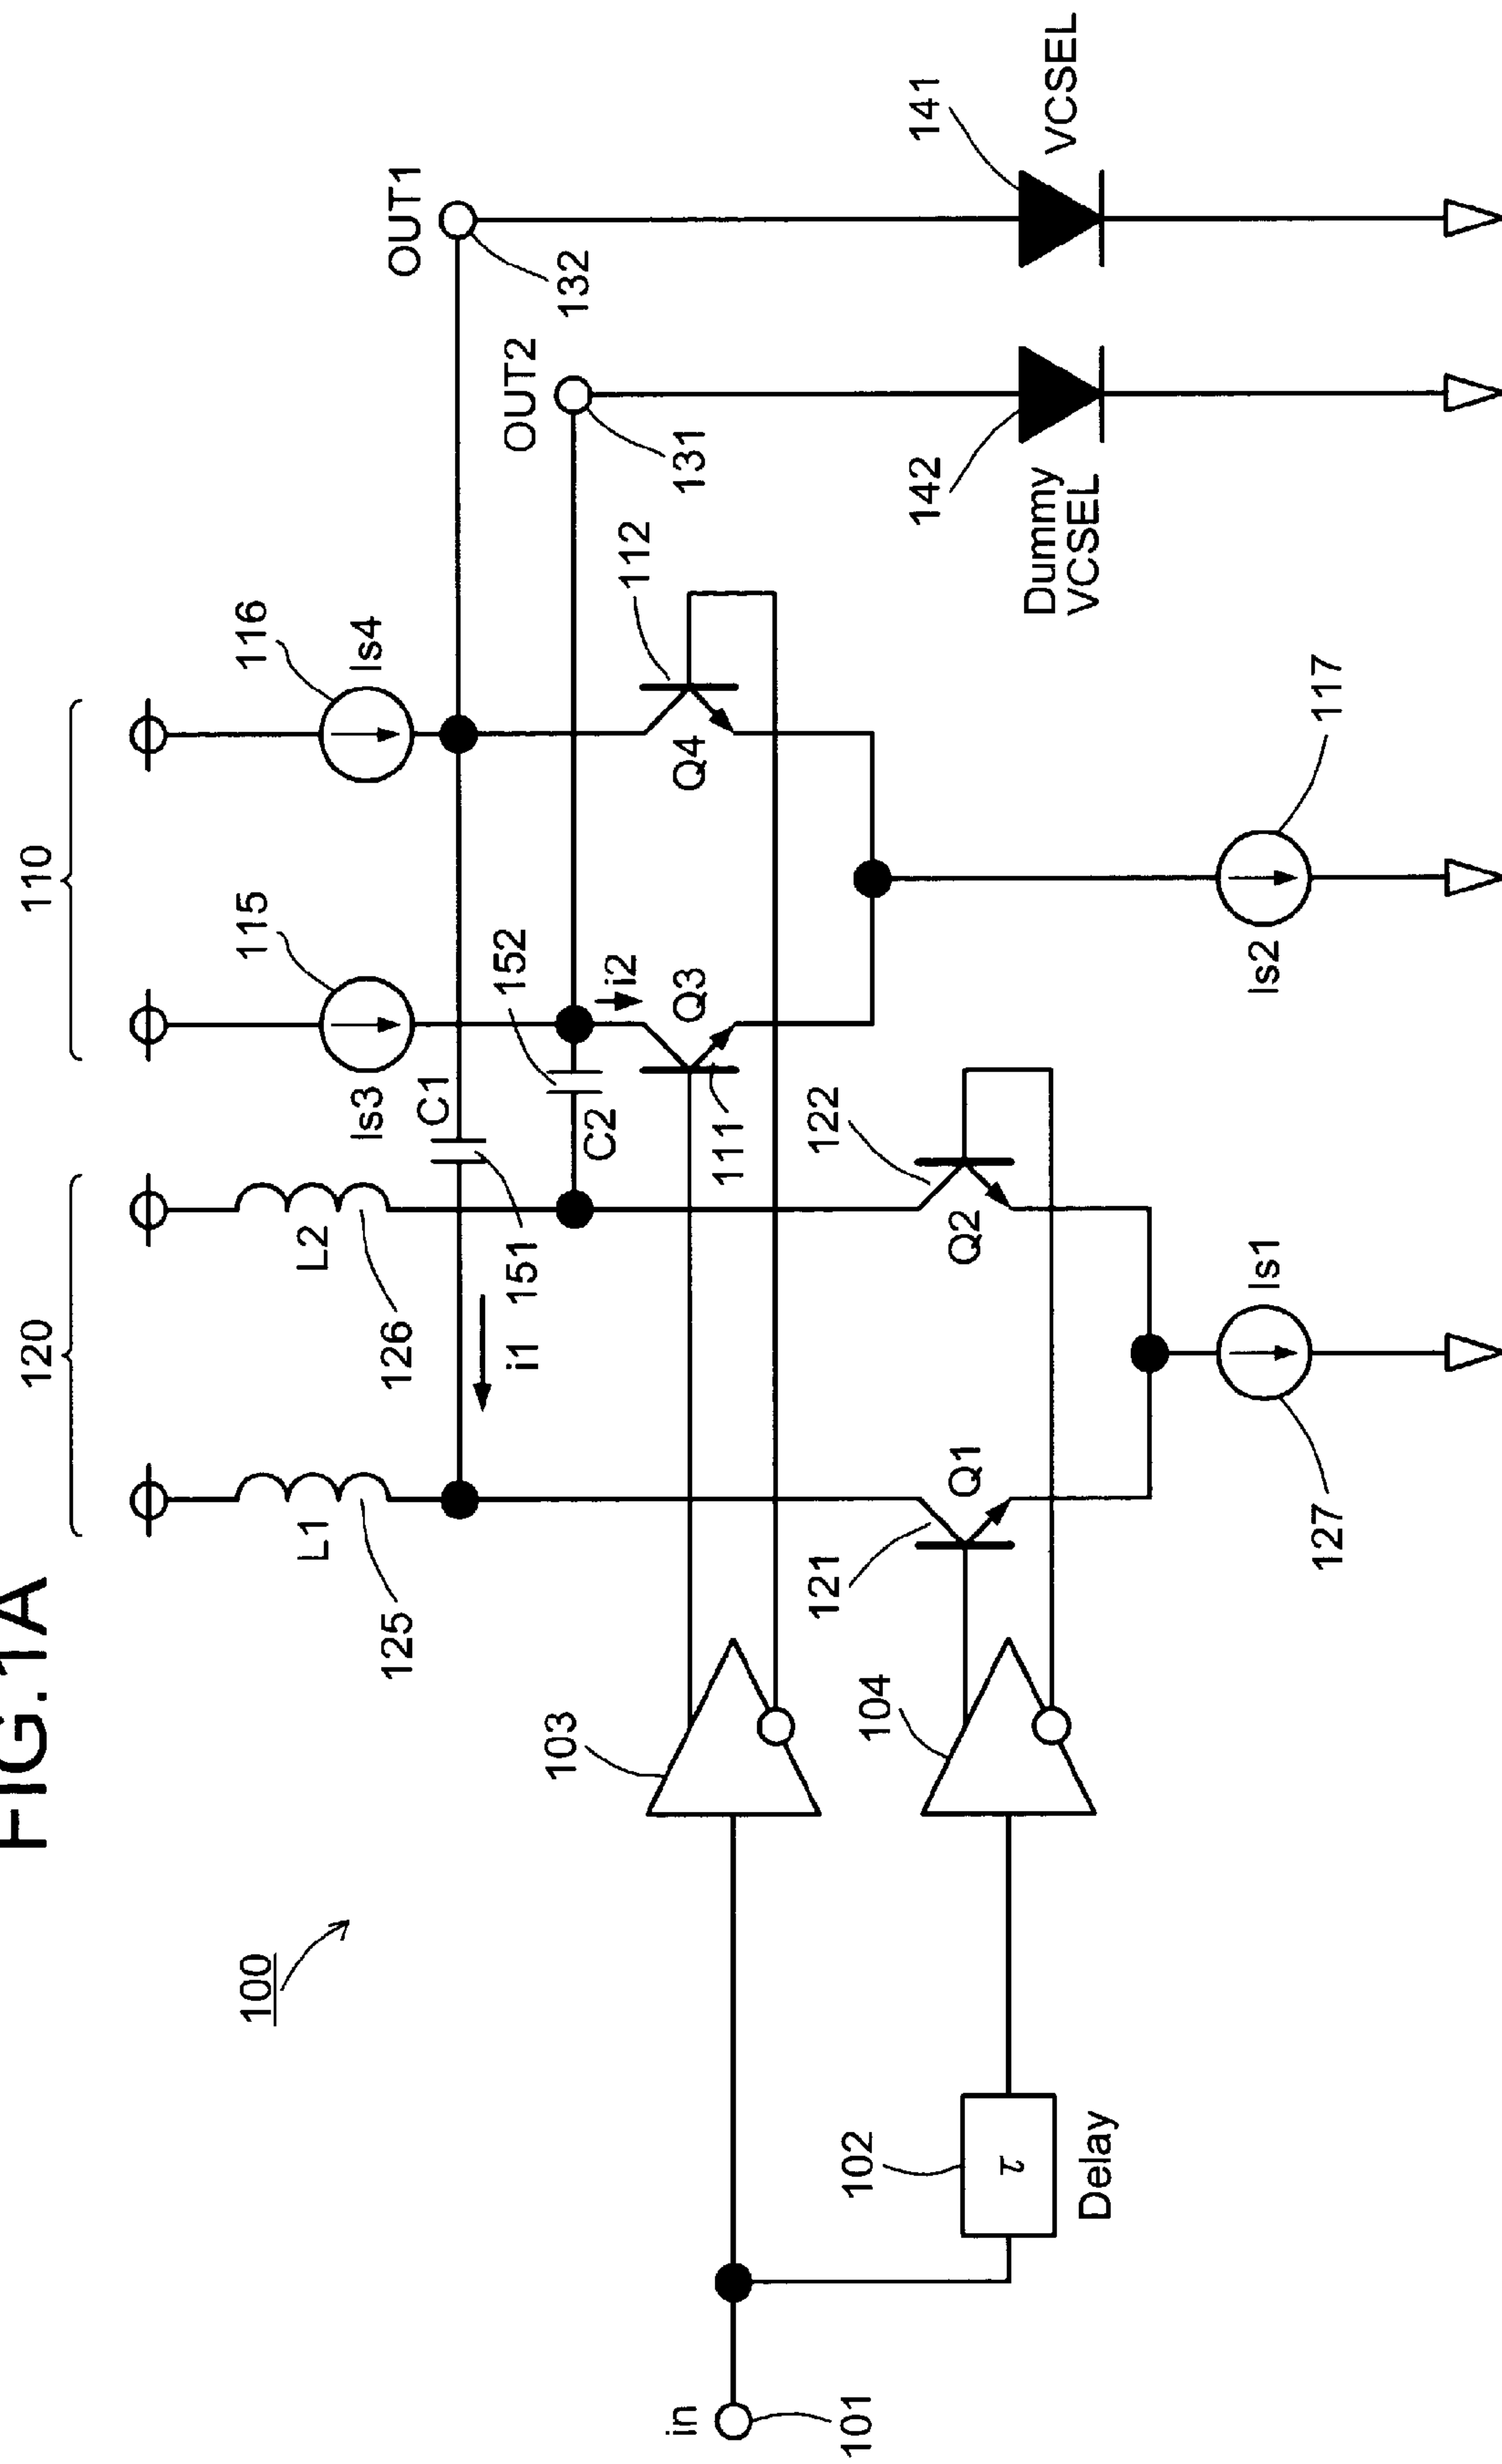 FIG.1A
100
120
110
125
L1
126
L2
115
Is3
116
Is4
C1
151
i1
152
C2
i2
OUT1
132
OUT2
131
103
111
Q3
112
Q4
104
121
Q1
122
Q2
142
Dummy
VCSEL
141
VCSEL
in
101
102
τ
Delay
127
Is1
117
Is2